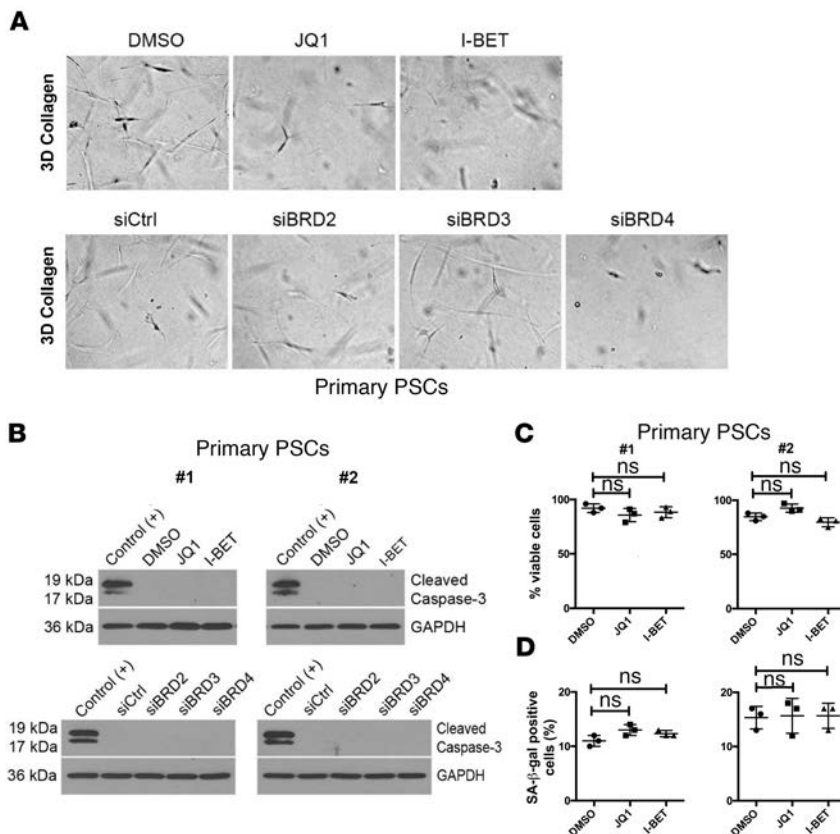 A
DMSO JQ1 I-BET
3D Collagen
siCtrl siBRD2 siBRD3 siBRD4
3D Collagen
Primary PSCs
B
Primary PSCs
#1 #2
Control (+) DMSO JQ1 I-BET Control (+) DMSO JQ1 I-BET
19 kDa Cleaved
17 kDa Caspase-3
36 kDa GAPDH
Control (+) siCtrl siBRD2 siBRD3 siBRD4 Control (+) siCtrl siBRD2 siBRD3 siBRD4
19 kDa Cleaved
17 kDa Caspase-3
36 kDa GAPDH
C
Primary PSCs
#1 #2
ns ns
ns ns
100 100
50 50
0 0
% viable cells
DMSO JQ1 I-BET DMSO JQ1 I-BET
D
ns ns
ns ns
20 20
10 10
0 0
SA-β-gal positive
cells (%)
DMSO JQ1 I-BET DMSO JQ1 I-BET